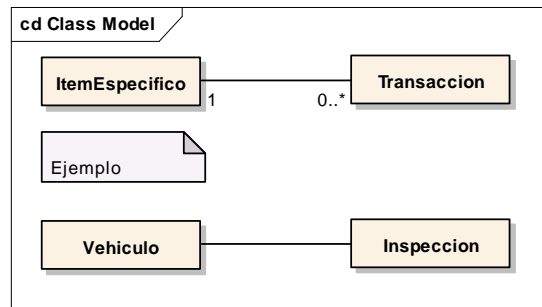 cd Class Model
ItemEspecifico
Transaccion
1
0..*
Ejemplo
Vehiculo
Inspeccion